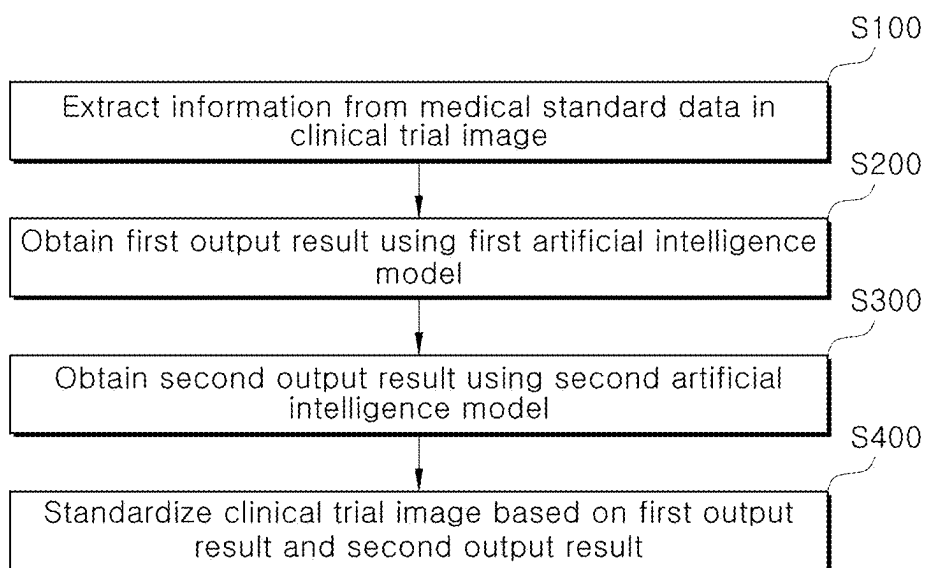 S100
Extract information from medical standard data in
clinical trial image
S200
Obtain first output result using first artificial intelligence
model
S300
Obtain second output result using second artificial
intelligence model
S400
Standardize clinical trial image based on first output
result and second output result